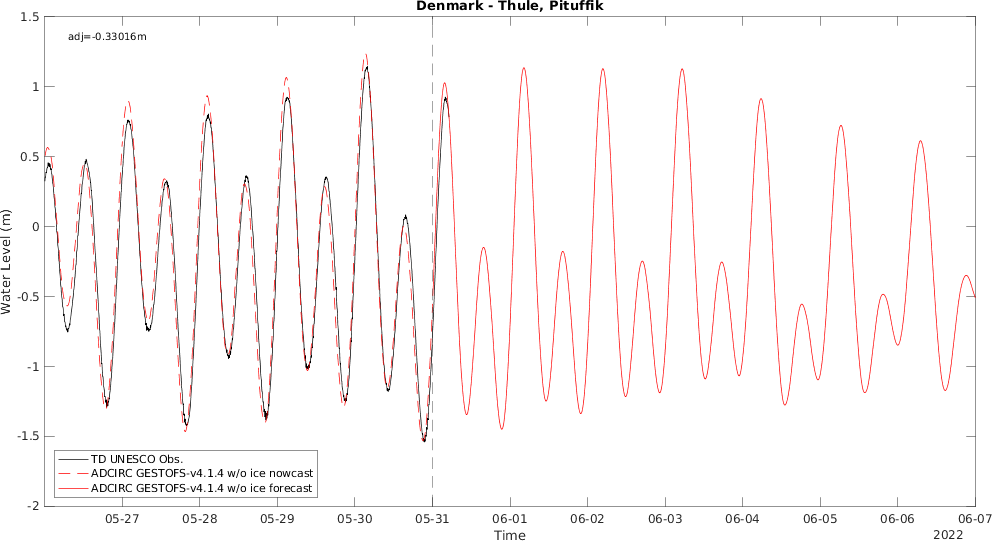 Denmark - Thule, Pituffik
adj=-0.33016m
1.5
1
0.5
0
-0.5
-1
-1.5
-2
Water Level (m)
TD UNESCO Obs.
ADCIRC GESTOFS-v4.1.4 w/o ice nowcast
ADCIRC GESTOFS-v4.1.4 w/o ice forecast
05-27 05-28 05-29 05-30 05-31 06-01 06-02 06-03 06-04 06-05 06-06 06-07
Time
2022